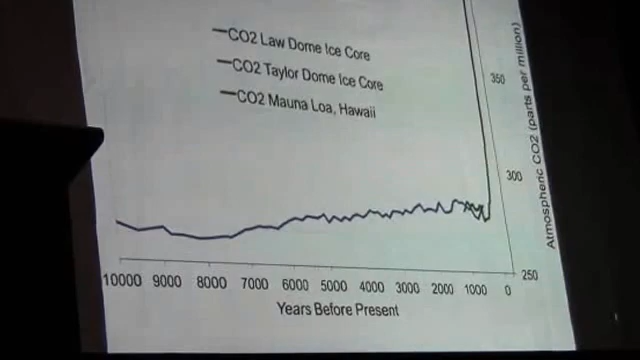 CO2 Law Dome Ice Core
CO2 Taylor Dome Ice Core
CO2 Mauna Loa, Hawaii
350
300
250
Atmospheric CO2 (parts per million)
10000 9000 8000 7000 6000 5000 4000 3000 2000 1000 0
Years Before Present